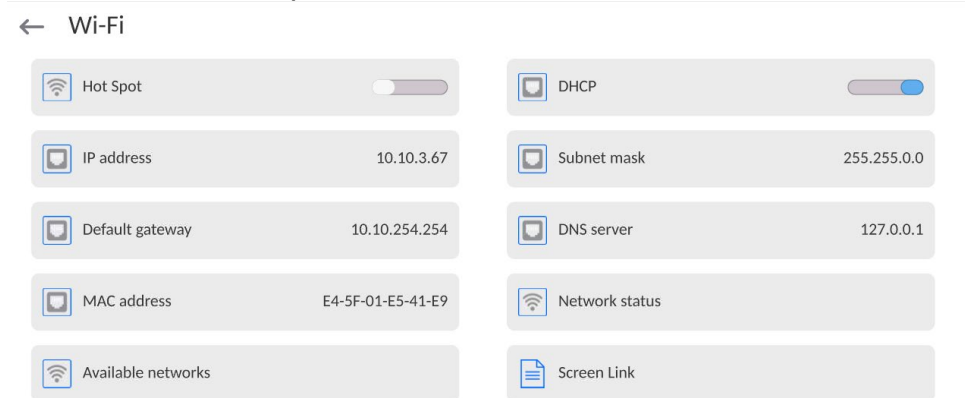 Wi-Fi
Hot Spot
DHCP
IP address 10.10.3.67
Subnet mask 255.255.0.0
Default gateway 10.10.254.254
DNS server 127.0.0.1
MAC address E4-5F-01-E5-41-E9
Network status
Available networks
Screen Link